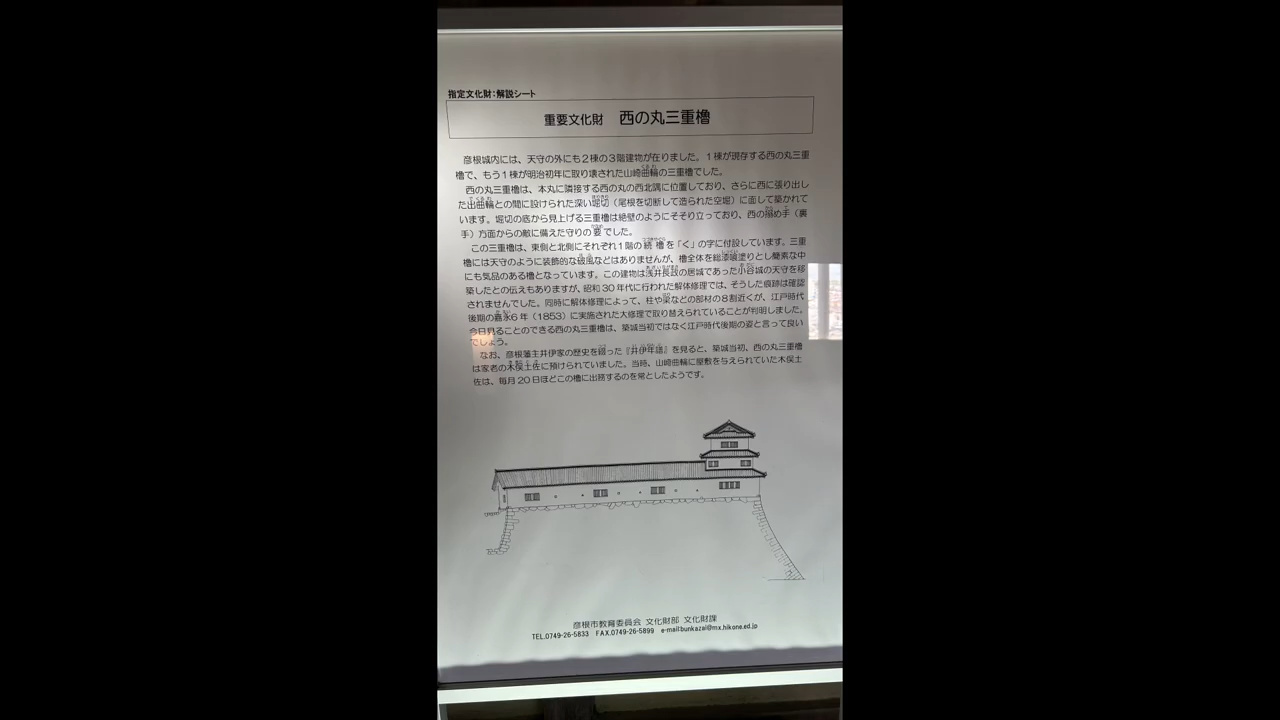 指定文化財：解説シート
重要文化財　西の丸三重櫓
彦根城内には、天守の外にも２棟の３階建物が在りました。１棟が現存する西の丸三重
櫓で、もう１棟が明治初年に取り壊された山崎曲輪の三重櫓でした。
西の丸三重櫓は、本丸に隣接する西の丸の西北隅に位置しており、さらに西に張り出し
た出曲輪との間に設けられた深い堀切（尾根を切断して造られた空堀）に面して築かれて
います。堀切の底から見上げる三重櫓は絶壁のようにそそり立っており、西の搦め手（裏
手）方面からの敵に備えた守りの要でした。
この三重櫓は、東側と北側にそれぞれ１階の続櫓を「く」の字に付設しています。三重
櫓には天守のように装飾的な破風などはありませんが、櫓全体を総漆喰塗りとし簡素な中
にも気品のある櫓となっています。この建物は浅井長政の居城であった小谷城の天守を移
築したとの伝えもありますが、昭和30年代に行われた解体修理では、そうした痕跡は確認
されませんでした。同時に解体修理によって、柱や梁などの部材の８割近くが、江戸時代
後期の嘉永６年（1853）に実施された大修理で取り替えられていることが判明しました。
今日見ることのできる西の丸三重櫓は、築城当初ではなく江戸時代後期の姿と言って良い
でしょう。
なお、彦根藩主井伊家の歴史を綴った『井伊年譜』を見ると、築城当初、西の丸三重櫓
は家老の木俣土佐に預けられていました。当時、山崎曲輪に屋敷を与えられていた木俣土
佐は、毎月20日ほどこの櫓に出務するのを常としたようです。
彦根市教育委員会 文化財部 文化財課
TEL.0749-26-5833 FAX.0749-26-5899 e-mail:bunkazai@mx.hikone.ed.jp